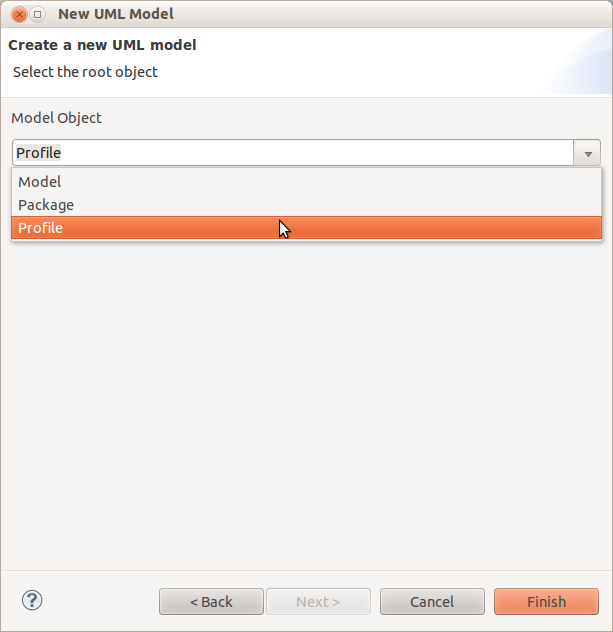 New UML Model
Create a new UML model
Select the root object
Model Object
Profile
Model
Package
Profile
? < Back Next > Cancel Finish